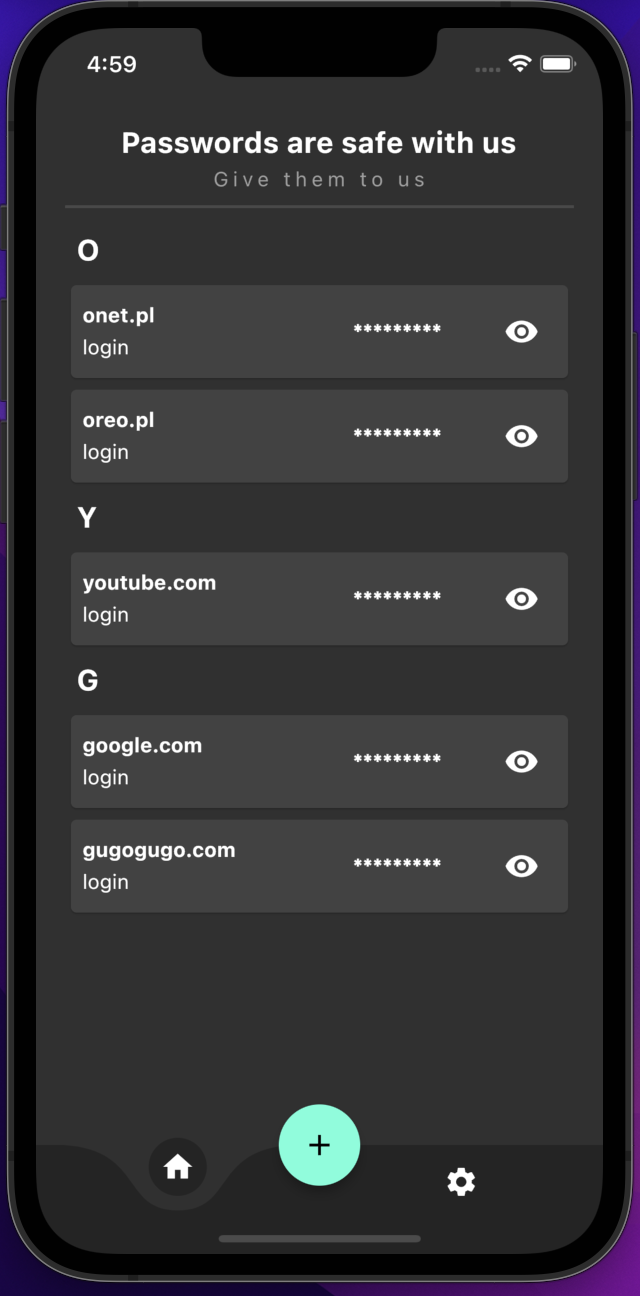 4:59
Passwords are safe with us
Give them to us
O
onet.pl
login
*********
oreo.pl
login
*********
Y
youtube.com
login
*********
G
google.com
login
*********
gugogugo.com
login
*********